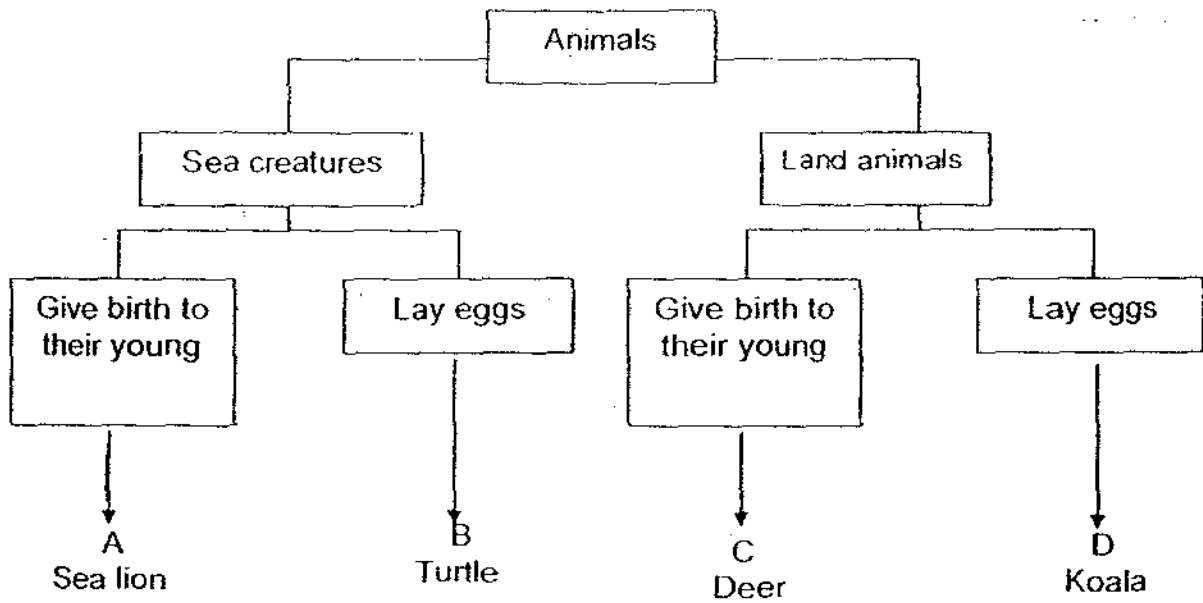 Animals
Sea creatures
Land animals
Give birth to
their young
Lay eggs
Give birth to
their young
Lay eggs
A
Sea lion
B
Turtle
C
Deer
D
Koala